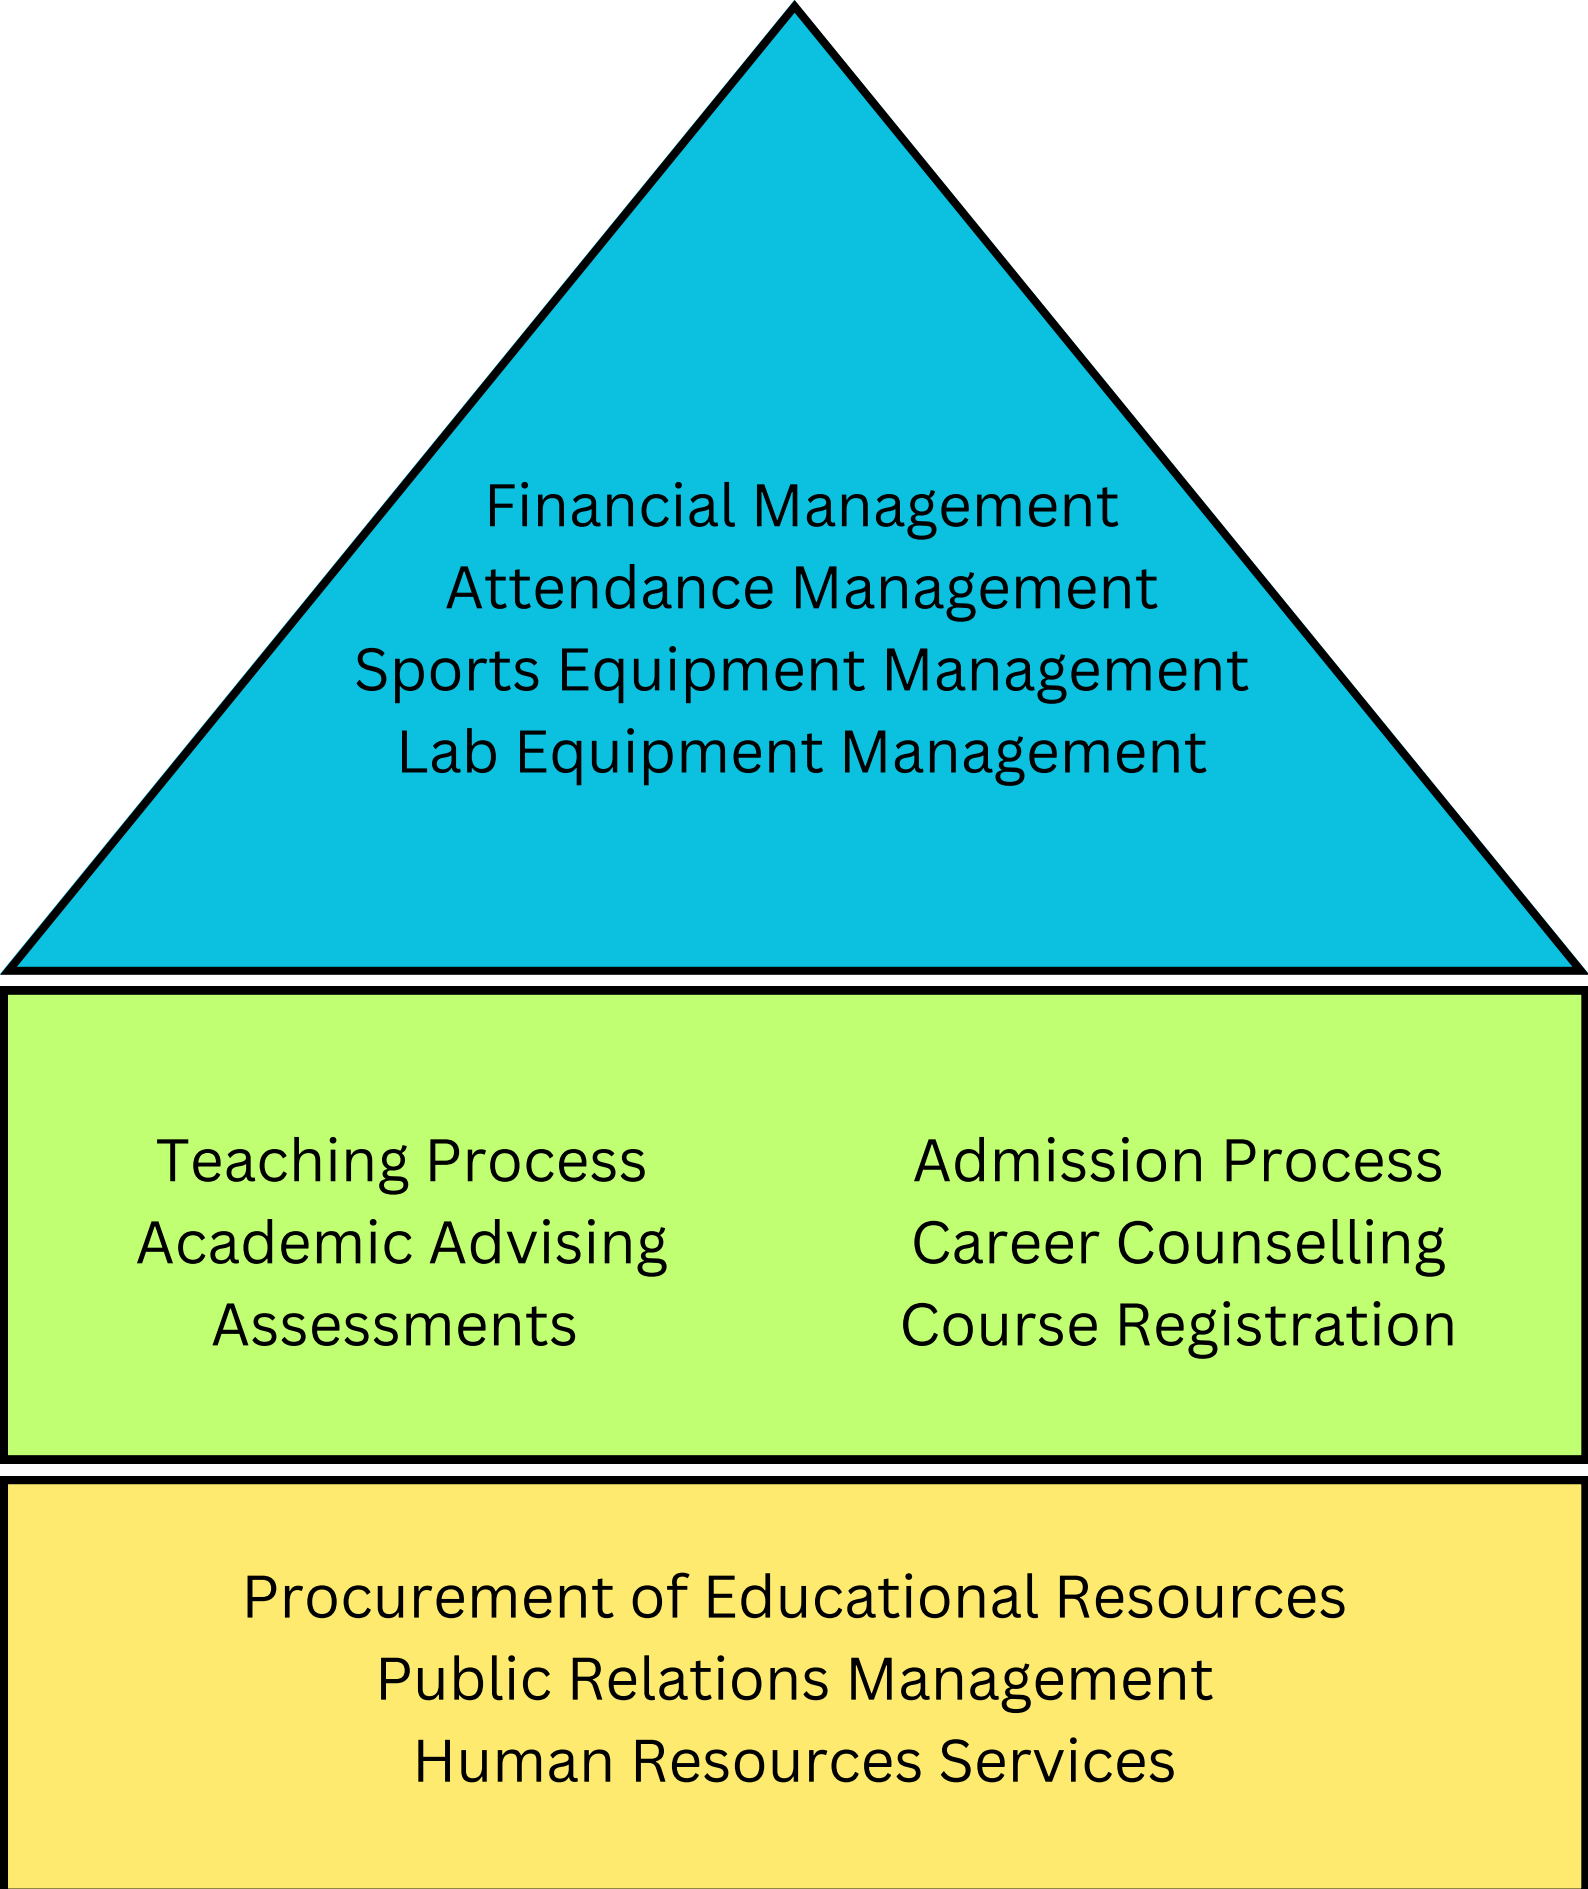 Financial Management
Attendance Management
Sports Equipment Management
Lab Equipment Management
Teaching Process
Academic Advising
Assessments
Admission Process
Career Counselling
Course Registration
Procurement of Educational Resources
Public Relations Management
Human Resources Services